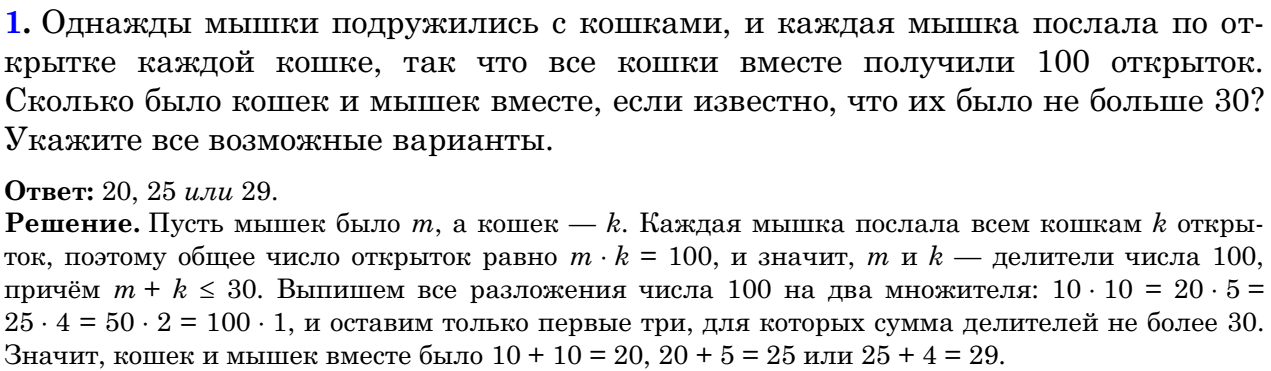 1. Однажды мышки подружились с кошками, и каждая мышка послала по от-
крытке каждой кошке, так что все кошки вместе получили 100 открыток.
Сколько было кошек и мышек вместе, если известно, что их было не больше 30?
Укажите все возможные варианты.
Ответ: 20, 25 или 29.
Решение. Пусть мышек было m, а кошек — k. Каждая мышка послала всем кошкам k откры-
ток, поэтому общее число открыток равно m · k = 100, и значит, m и k — делители числа 100,
причём m + k ≤ 30. Выпишем все разложения числа 100 на два множителя: 10 · 10 = 20 · 5 =
25 · 4 = 50 · 2 = 100 · 1, и оставим только первые три, для которых сумма делителей не более 30.
Значит, кошек и мышек вместе было 10 + 10 = 20, 20 + 5 = 25 или 25 + 4 = 29.